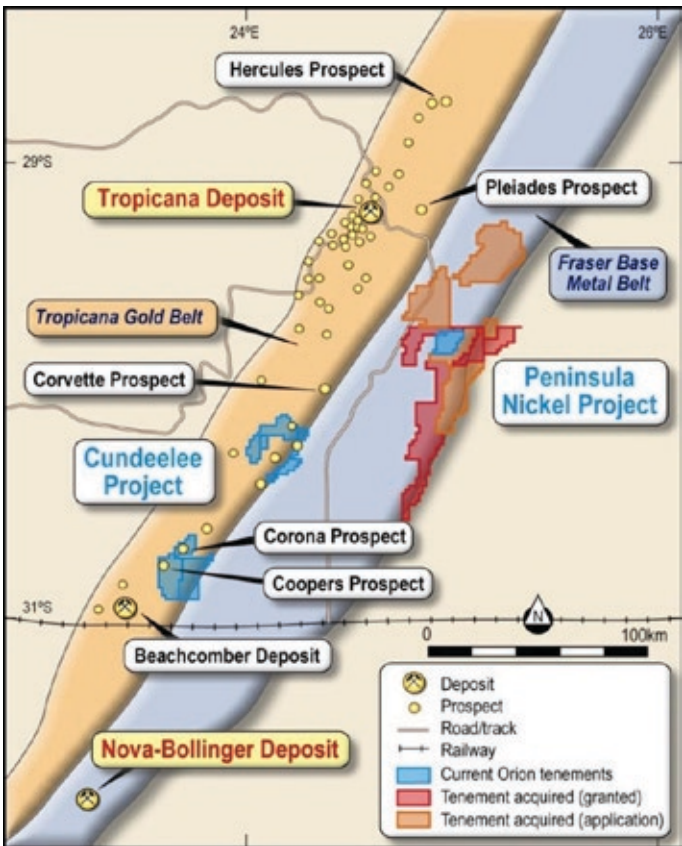 24°E
26°E
Hercules Prospect
29°S
Tropicana Deposit
Pleiades Prospect
Fraser Base
Metal Belt
Tropicana Gold Belt
Corvette Prospect
Peninsula
Nickel Project
Cundeelee
Project
Corona Prospect
Coopers Prospect
31°S
N
0
100km
Beachcomber Deposit
Deposit
Prospect
Road/track
Railway
Current Orion tenements
Tenement acquired (granted)
Tenement acquired (application)
Nova-Bollinger Deposit